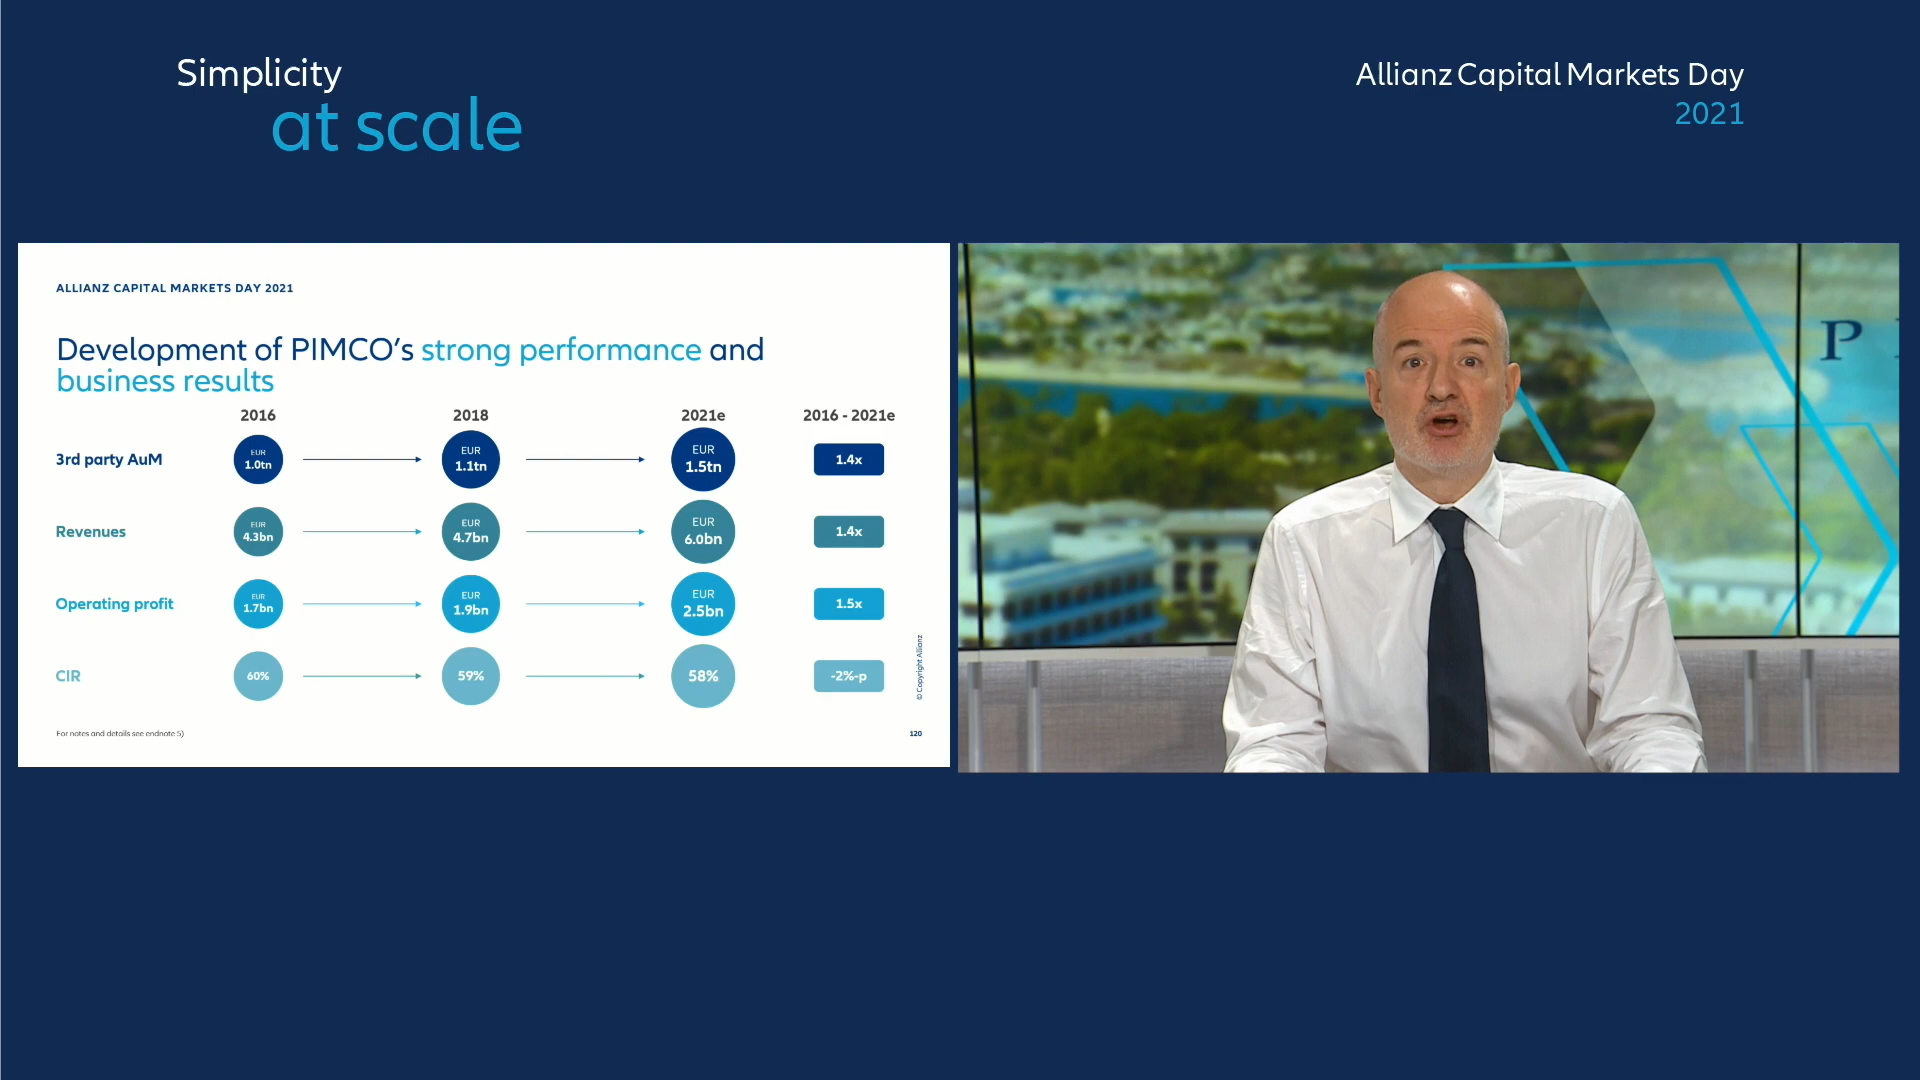 Simplicity
at scale
Allianz Capital Markets Day
2021
ALLIANZ CAPITAL MARKETS DAY 2021
Development of PIMCO's strong performance and
business results
2016 2018 2021e 2016 - 2021e
3rd party AuM EUR 1.0tn EUR 1.1tn EUR 1.5tn 1.4x
Revenues EUR 4.3bn EUR 4.7bn EUR 6.0bn 1.4x
Operating profit EUR 1.7bn EUR 1.9bn EUR 2.5bn 1.5x
CIR 60% 59% 58% -2%-p
© Copyright Allianz
For notes and details see endnote 5)
120
P